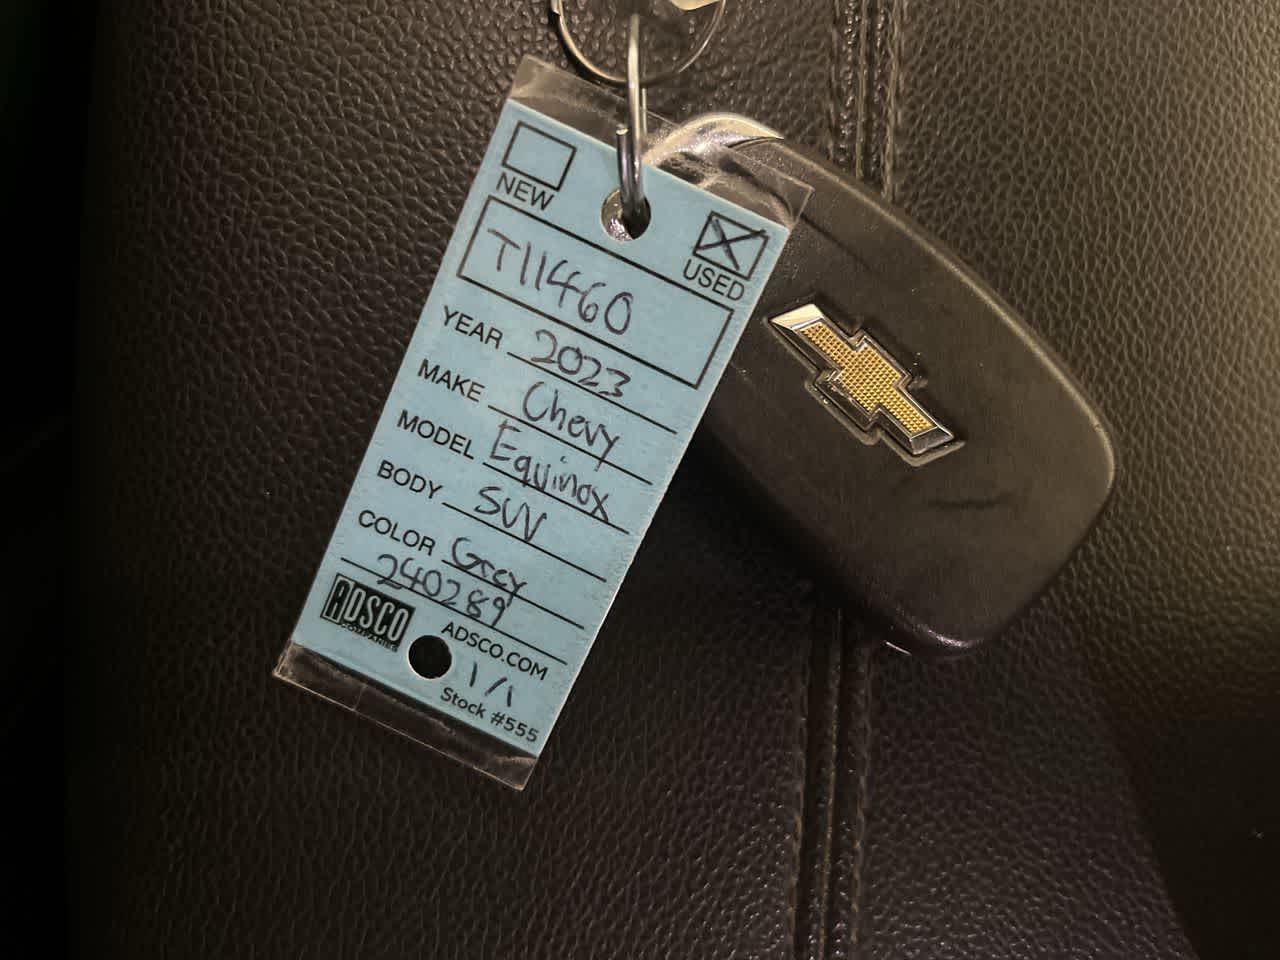 NEW
USED
T11460
YEAR 2023
MAKE Chevy
MODEL Equinox
BODY SUV
COLOR Grey
240289
ADSCO
COMPANIES
ADSCO.COM
1/1
Stock #555